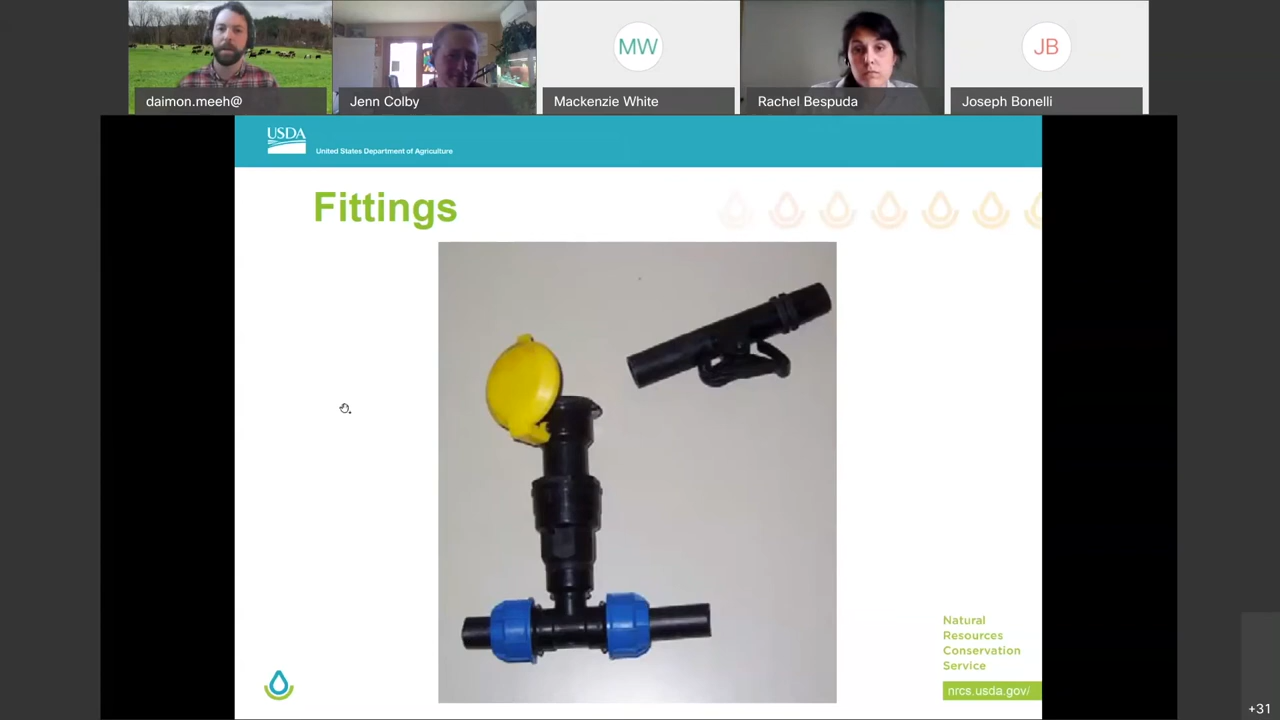 MW
JB
daimon.meeh@
Jenn Colby
Mackenzie White
Rachel Bespuda
Joseph Bonelli
USDA
United States Department of Agriculture
Fittings
Natural
Resources
Conservation
Service
nrcs.usda.gov/
+31